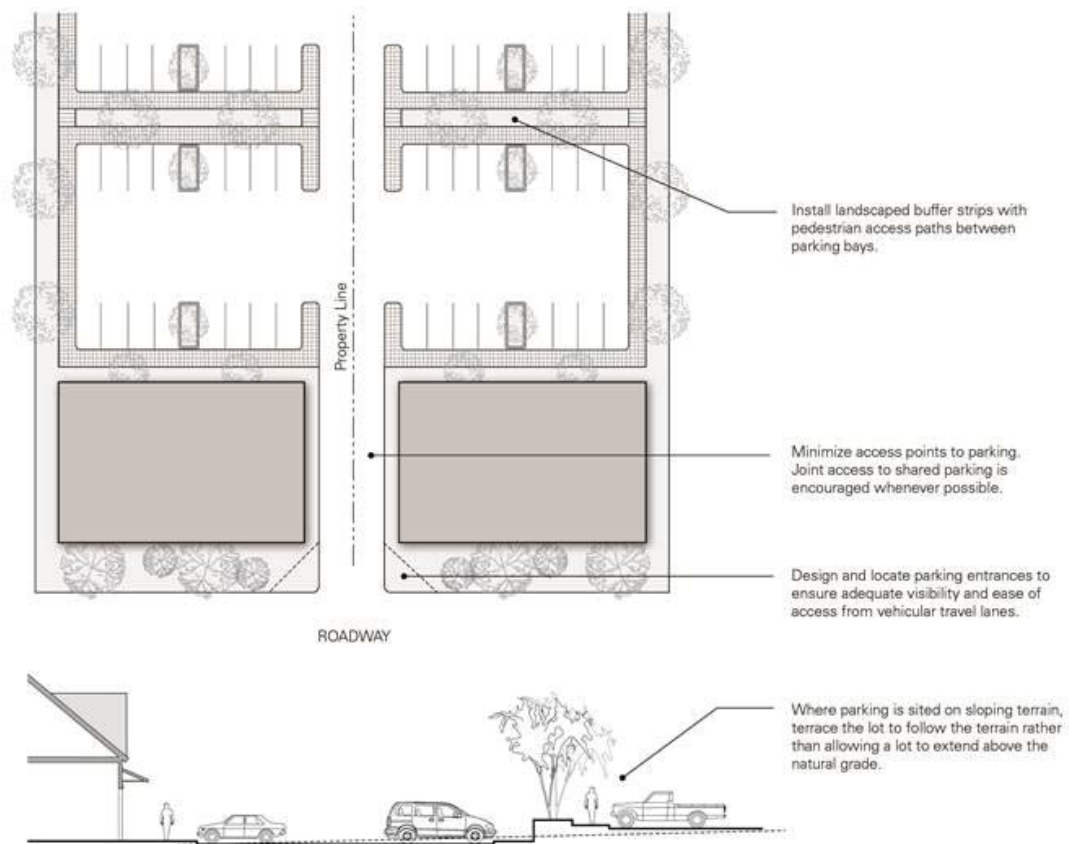 Install landscaped buffer strips with
pedestrian access paths between
parking bays.
Property Line
Minimize access points to parking.
Joint access to shared parking is
encouraged whenever possible.
Design and locate parking entrances to
ensure adequate visibility and ease of
access from vehicular travel lanes.
ROADWAY
Where parking is sited on sloping terrain,
terrace the lot to follow the terrain rather
than allowing a lot to extend above the
natural grade.